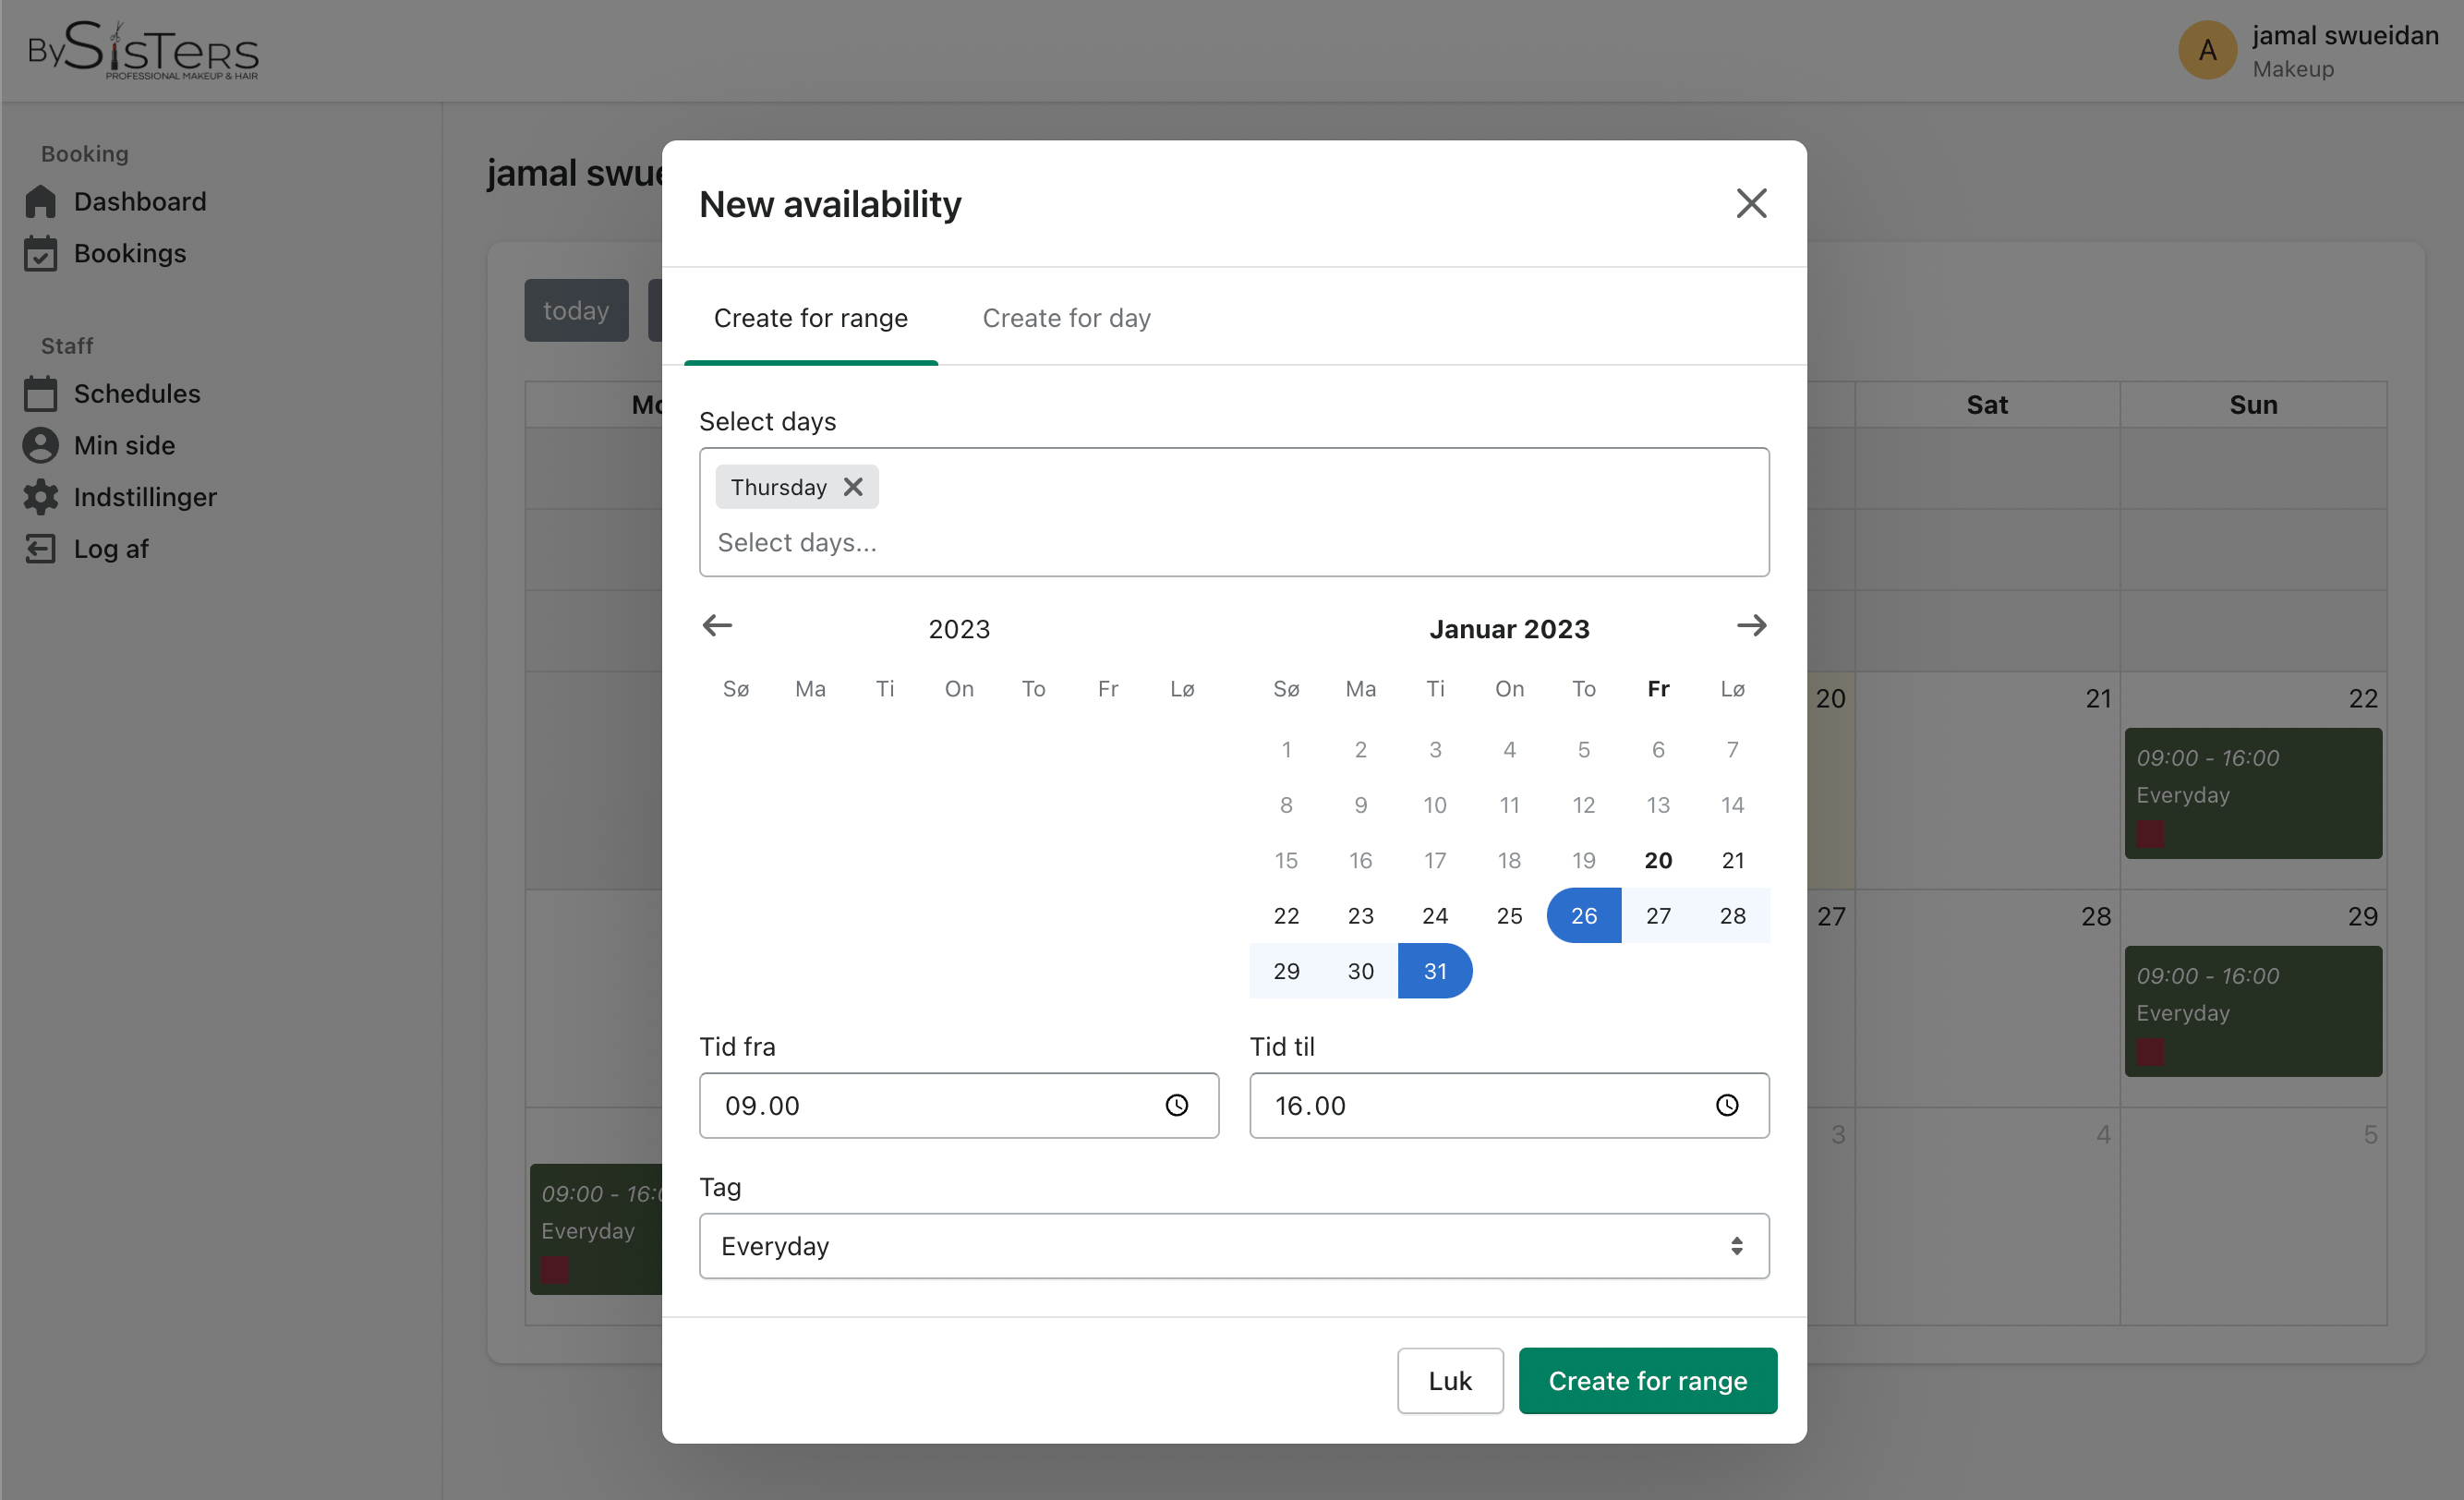 BySisTers
PROFESSIONAL MAKEUP & HAIR
A
jamal swueidan
Makeup
Booking
Dashboard
Bookings
Staff
Schedules
Min side
Indstillinger
Log af
jamal swue
today
Mo
Sat
Sun
20
21
22
09:00 - 16:00
Everyday
27
28
29
09:00 - 16:00
Everyday
3
4
5
09:00 - 16:0
Everyday
New availability
Create for range
Create for day
Select days
Thursday
Select days...
2023
Januar 2023
Sø Ma Ti On To Fr Lø
Sø Ma Ti On To Fr Lø
1 2 3 4 5 6 7
8 9 10 11 12 13 14
15 16 17 18 19 20 21
22 23 24 25 26 27 28
29 30 31
Tid fra
Tid til
09.00
16.00
Tag
Everyday
Luk
Create for range